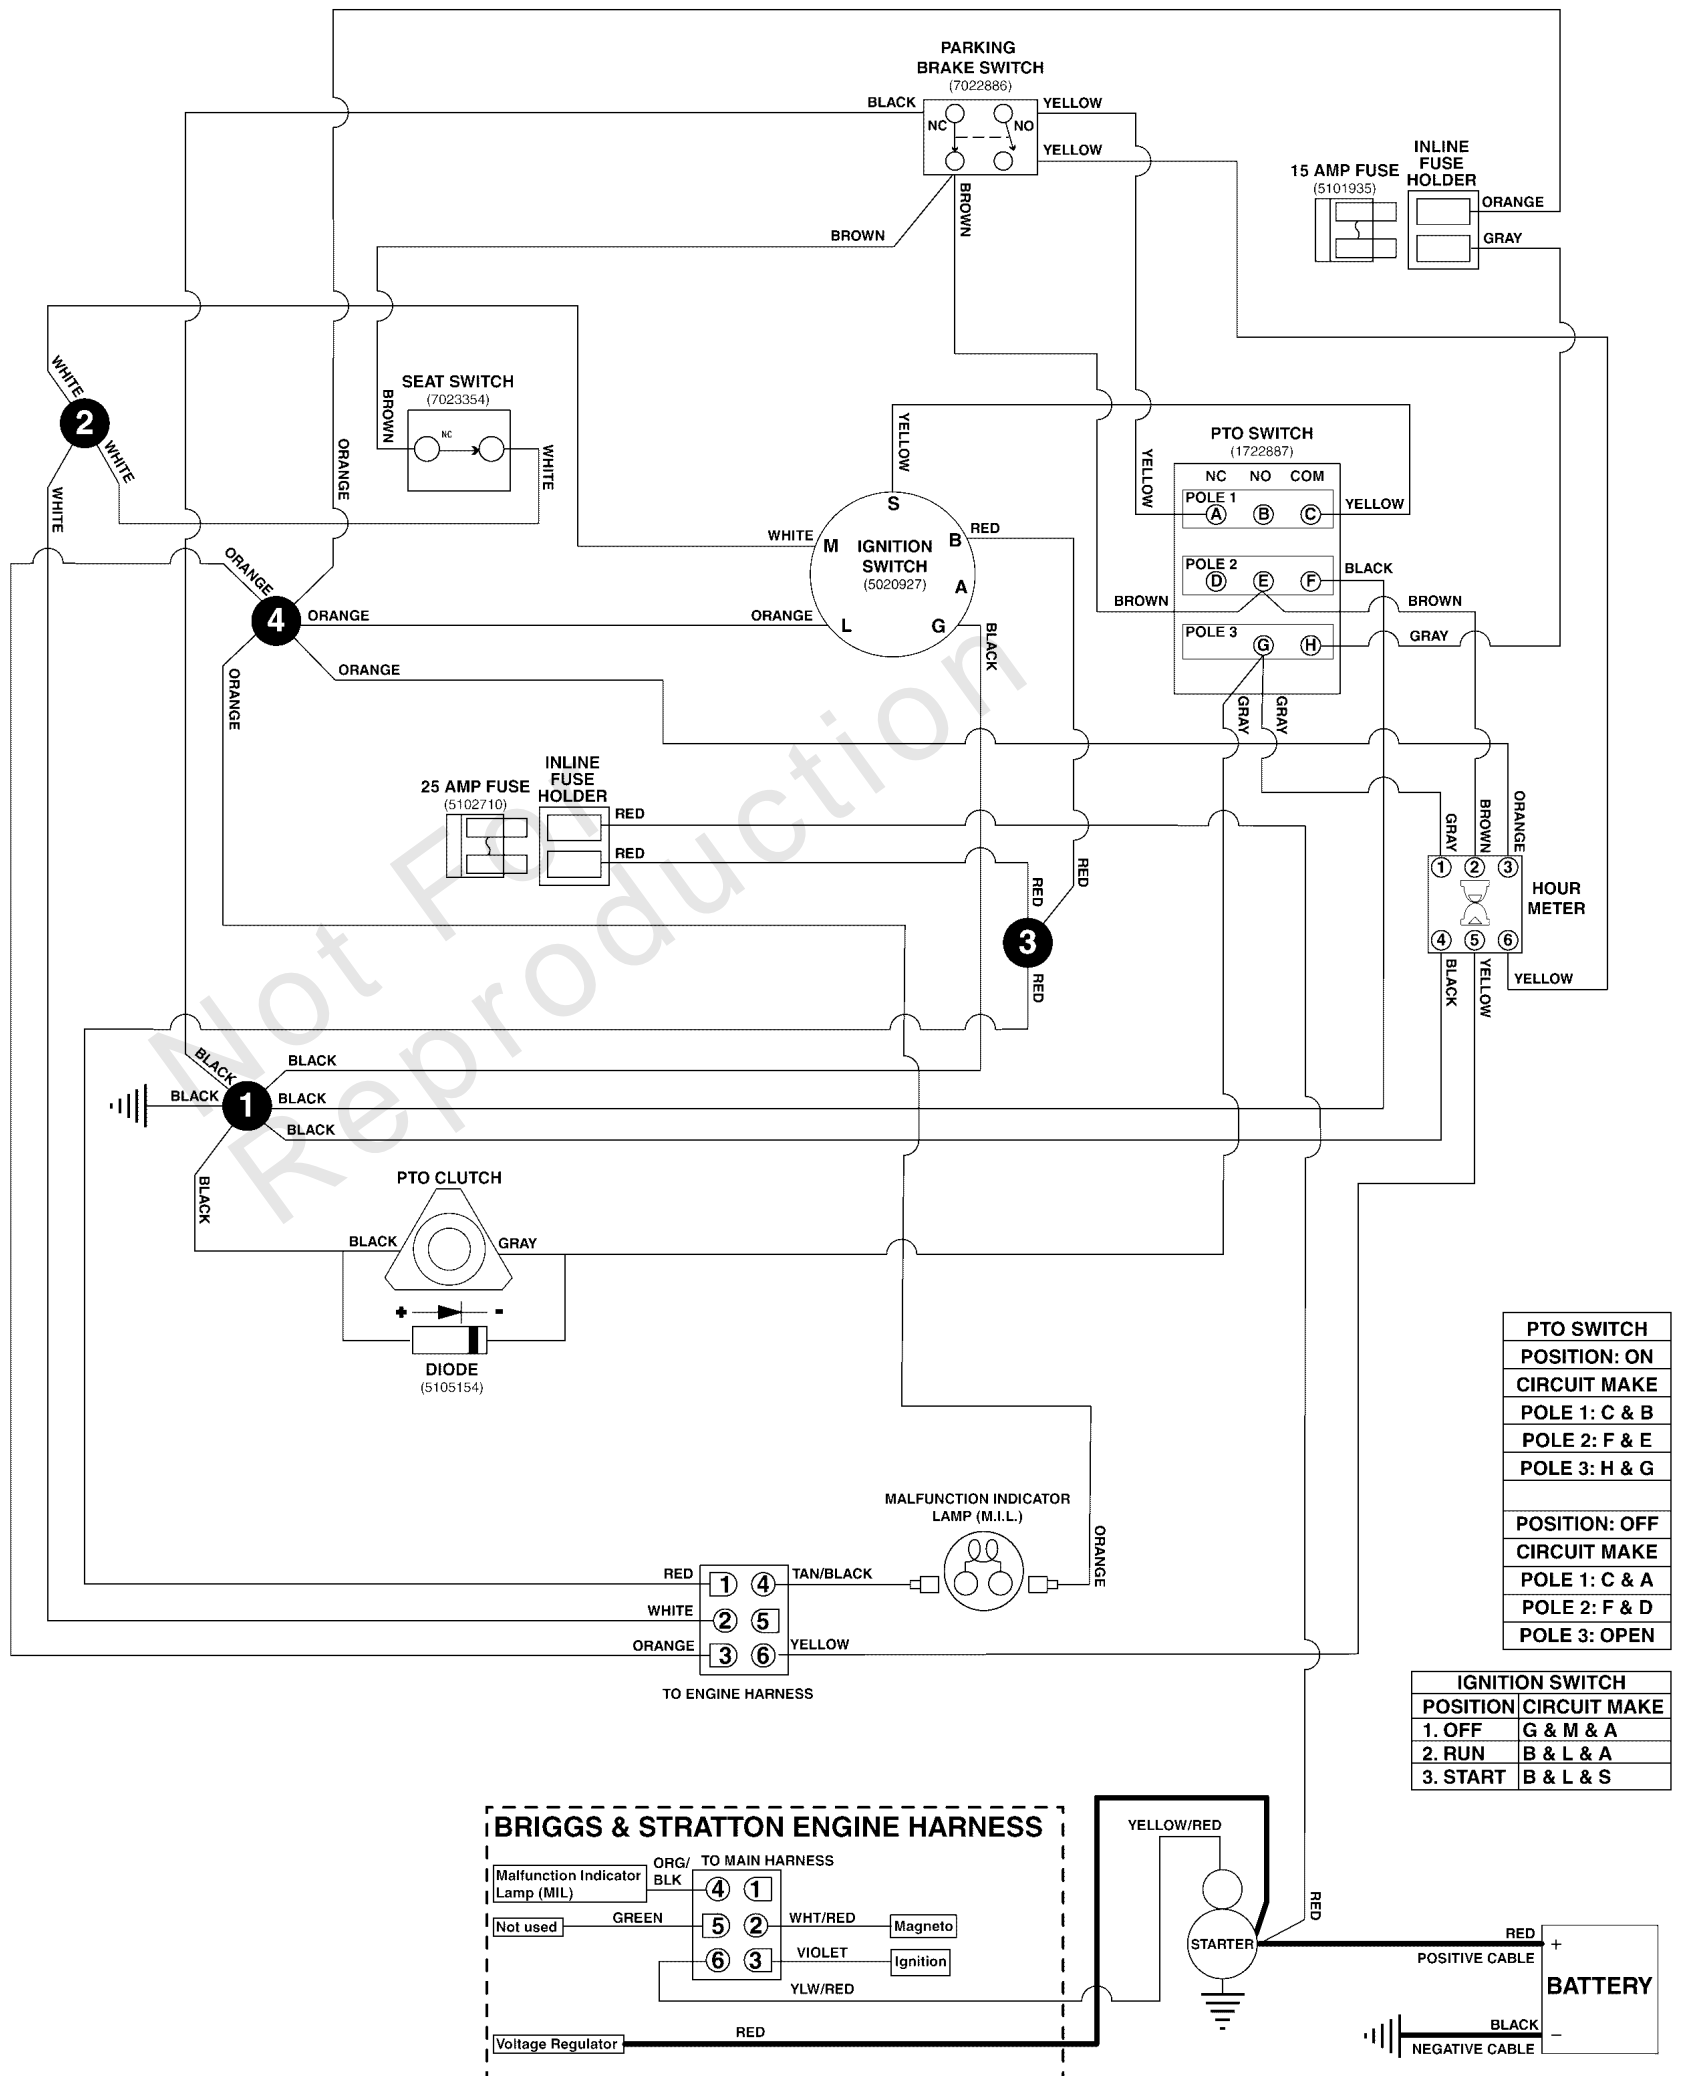 PARKING
BRAKE SWITCH
(7022886)
BLACK
YELLOW
NC
NO
YELLOW
BROWN
BROWN
15 AMP FUSE
(5101935)
INLINE
FUSE
HOLDER
ORANGE
GRAY
WHITE
2
WHITE
WHITE
SEAT SWITCH
(7023354)
BROWN
NC
WHITE
ORANGE
YELLOW
YELLOW
PTO SWITCH
(1722887)
NC NO COM
POLE 1
A B C
YELLOW
POLE 2
D E F
BLACK
BROWN
BROWN
POLE 3
G H
GRAY
GRAY
GRAY
S
WHITE
M
B
RED
IGNITION
SWITCH
(5020927)
A
ORANGE
L
G
BLACK
ORANGE
4
ORANGE
ORANGE
ORANGE
25 AMP FUSE
(5102710)
INLINE
FUSE
HOLDER
RED
RED
RED
RED
3
RED
GRAY
BROWN
ORANGE
1 2 3
HOUR
METER
4 5 6
BLACK
YELLOW
YELLOW
Not For
Reproduction
BLACK
BLACK
BLACK
1
BLACK
BLACK
BLACK
PTO CLUTCH
BLACK
GRAY
+ -
DIODE
(5105154)
PTO SWITCH
POSITION: ON
CIRCUIT MAKE
POLE 1: C & B
POLE 2: F & E
POLE 3: H & G
POSITION: OFF
CIRCUIT MAKE
POLE 1: C & A
POLE 2: F & D
POLE 3: OPEN
MALFUNCTION INDICATOR
LAMP (M.I.L.)
ORANGE
RED 1 4 TAN/BLACK
WHITE 2 5
ORANGE 3 6 YELLOW
TO ENGINE HARNESS
IGNITION SWITCH
POSITION CIRCUIT MAKE
1. OFF G & M & A
2. RUN B & L & A
3. START B & L & S
BRIGGS & STRATTON ENGINE HARNESS
Malfunction Indicator
Lamp (MIL)
ORG/
BLK
TO MAIN HARNESS
4 1
Not used
GREEN
5 2
WHT/RED
Magneto
6 3
VIOLET
Ignition
YLW/RED
Voltage Regulator
RED
YELLOW/RED
STARTER
RED
RED
POSITIVE CABLE
+
BATTERY
BLACK
NEGATIVE CABLE
–